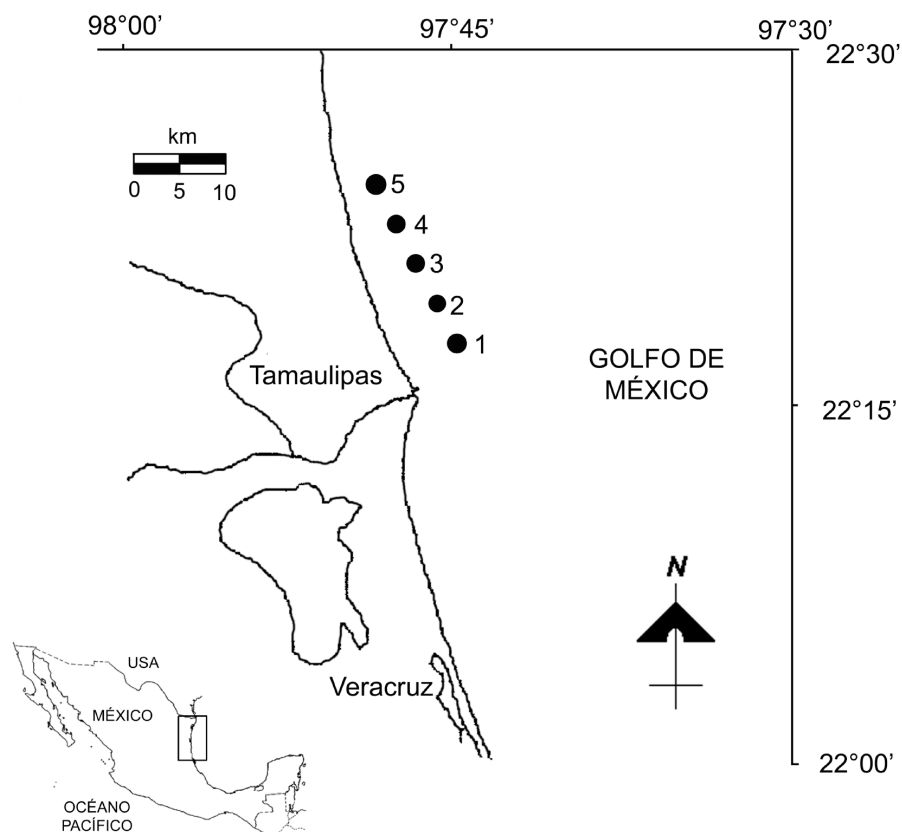 98°00’ 97°45’ 97°30’
22°30’
km
0 5 10
5
4
3
2
1
Tamaulipas
GOLFO DE
MÉXICO
22°15’
N
USA
Veracruz
MÉXICO
22°00’
OCÉANO
PACÍFICO